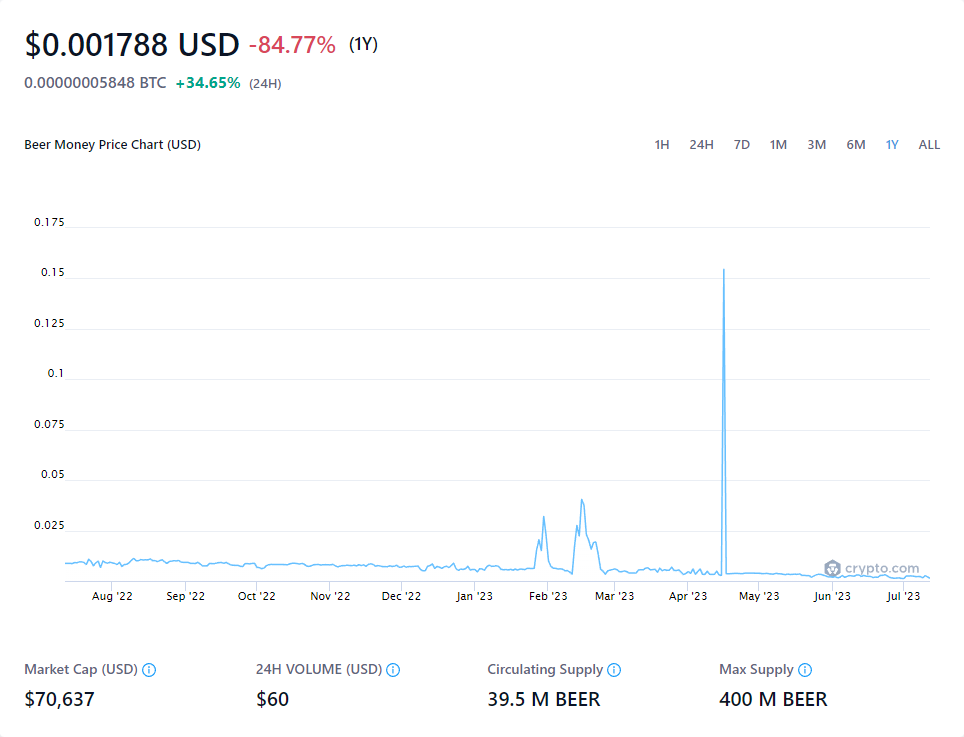 $0.001788 USD -84.77% (1Y)
0.00000005848 BTC +34.65% (24H)
Beer Money Price Chart (USD) 1H 24H 7D 1M 3M 6M 1Y ALL
0.175
0.15
0.125
0.1
0.075
0.05
0.025
crypto.com
Aug '22 Sep '22 Oct '22 Nov '22 Dec '22 Jan '23 Feb '23 Mar '23 Apr '23 May '23 Jun '23 Jul '23
Market Cap (USD) 24H VOLUME (USD) Circulating Supply Max Supply
$70,637 $60 39.5 M BEER 400 M BEER